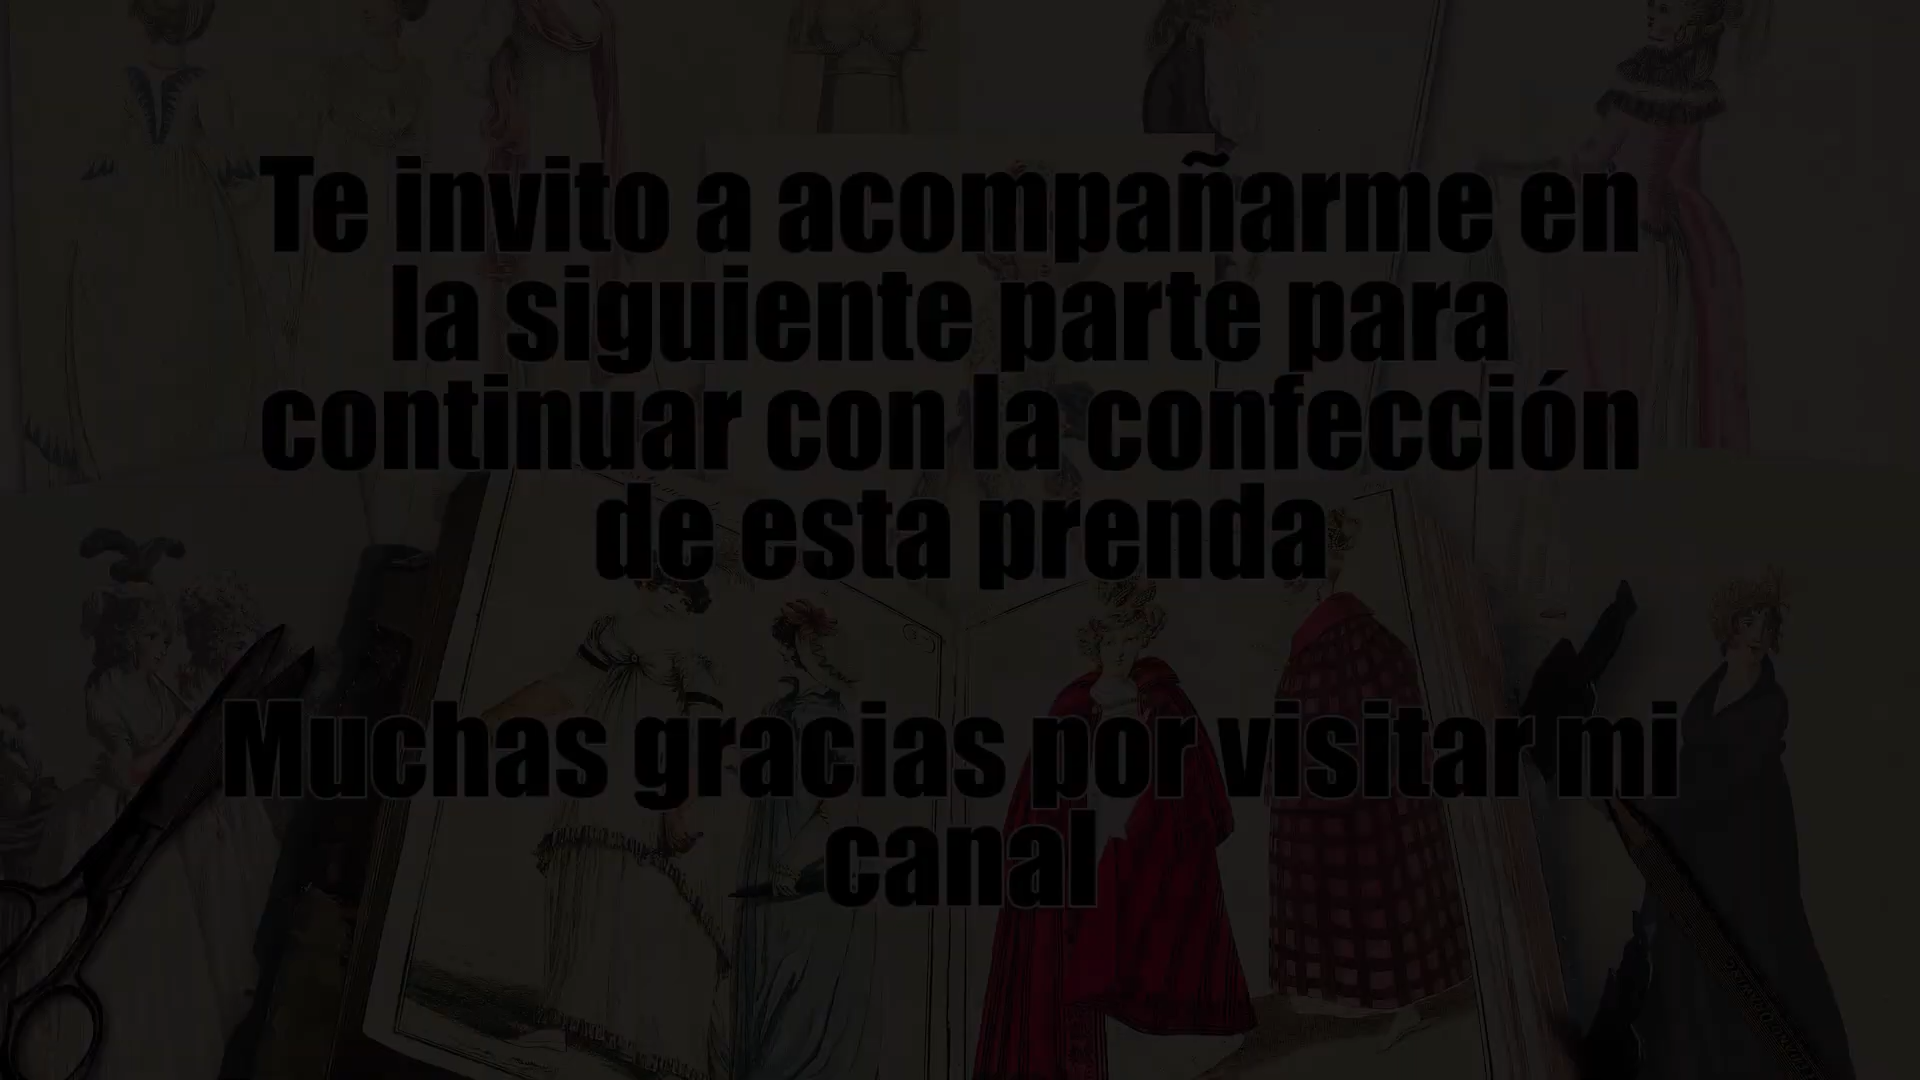 Te invito a acompañarme en
la siguiente parte para
continuar con la confección
de esta prenda
Muchas gracias por visitar mi
canal